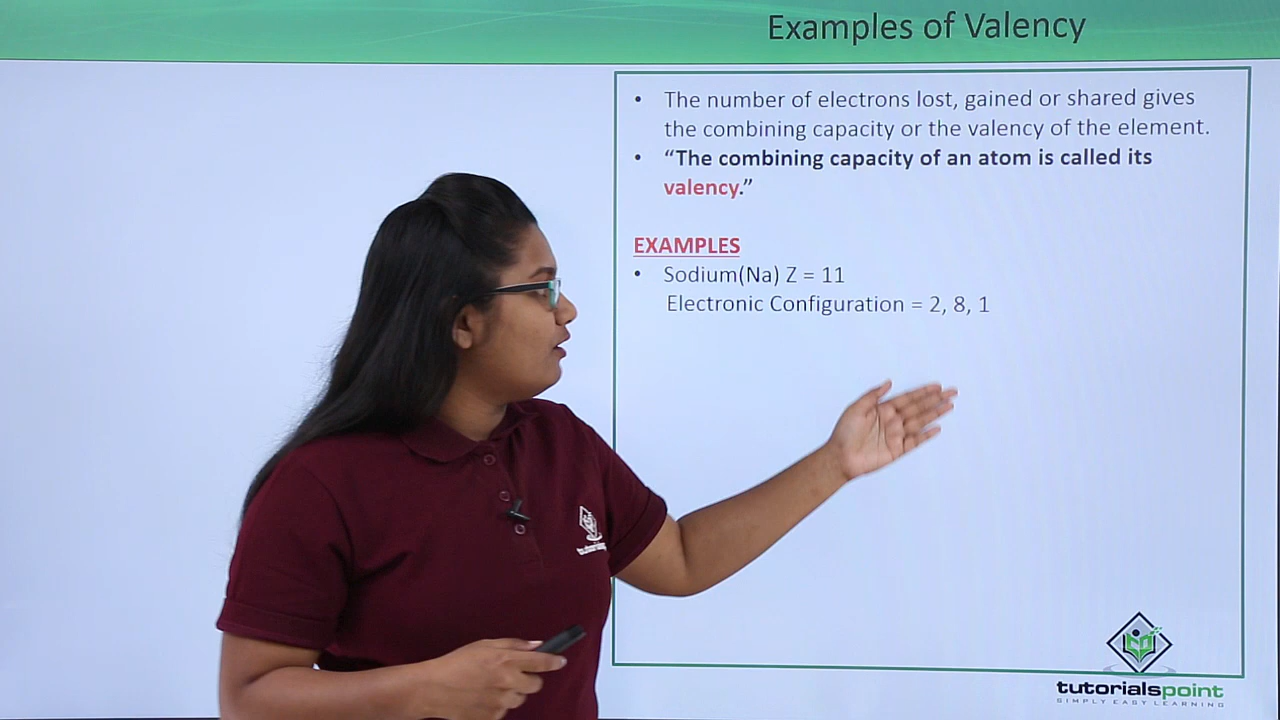 Examples of Valency
• The number of electrons lost, gained or shared gives
the combining capacity or the valency of the element.
• “The combining capacity of an atom is called its
valency.”
EXAMPLES
• Sodium(Na) Z = 11
Electronic Configuration = 2, 8, 1
tutorialspoint
SIMPLY EASY LEARNING